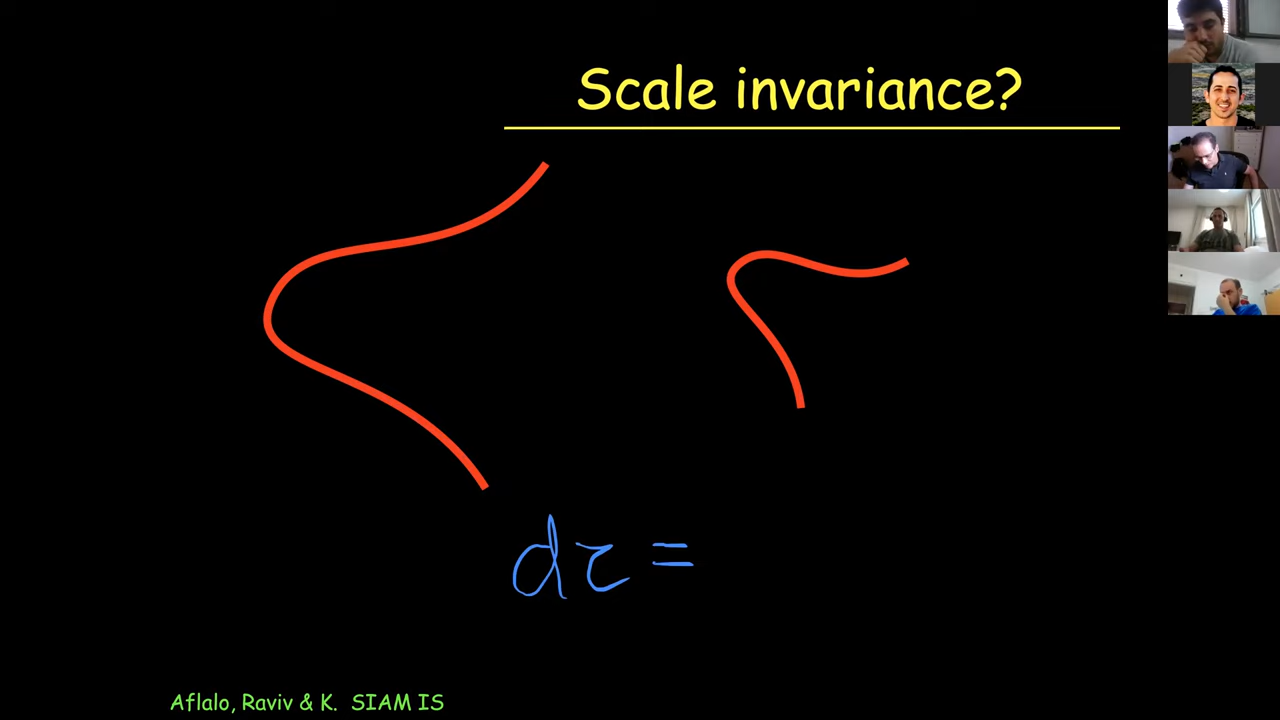 Scale invariance?
dτ =
Aflalo, Raviv & K. SIAM IS